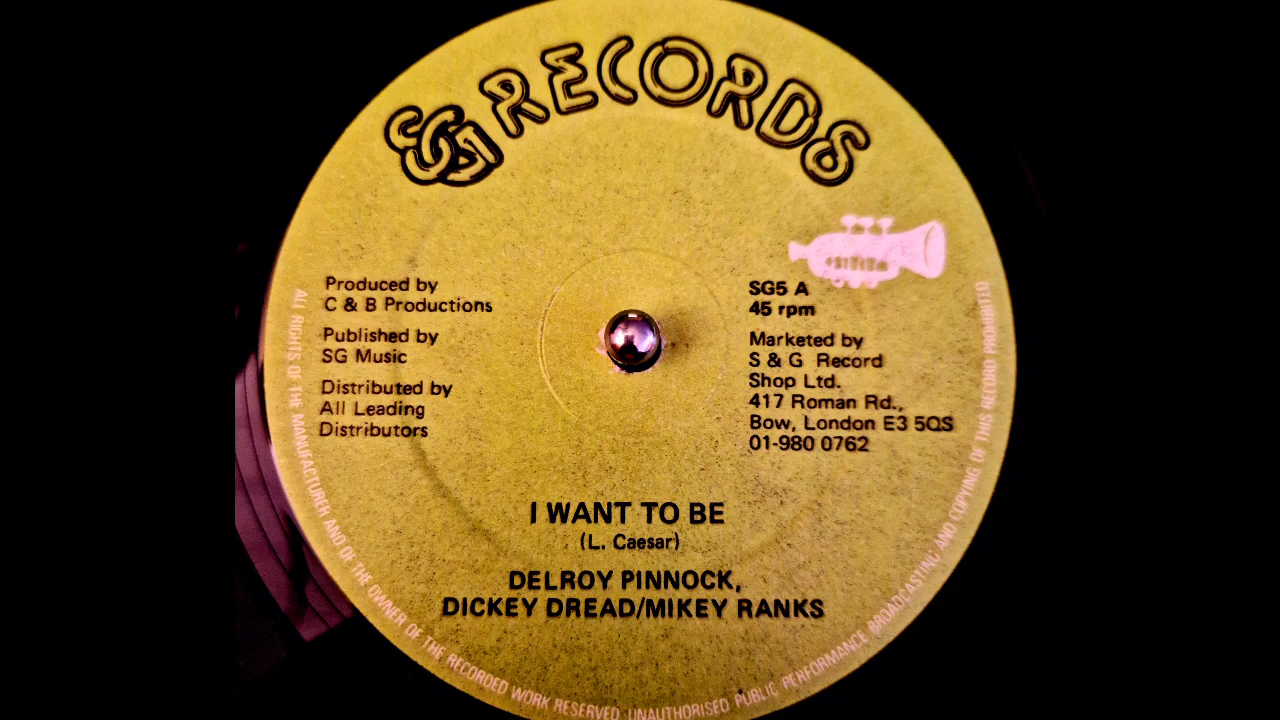 SG RECORDS
Produced by
C & B Productions
Published by
SG Music
Distributed by
All Leading
Distributors
SG5 A
45 rpm
Marketed by
S & G Record
Shop Ltd.
417 Roman Rd.,
Bow, London E3 5QS
01-980 0762
I WANT TO BE
(L. Caesar)
DELROY PINNOCK,
DICKEY DREAD/MIKEY RANKS
ALL RIGHTS OF THE MANUFACTURER AND OF THE OWNER OF THE RECORDED WORK RESERVED. UNAUTHORISED PUBLIC PERFORMANCE BROADCASTING AND COPYING OF THIS RECORD PROHIBITED